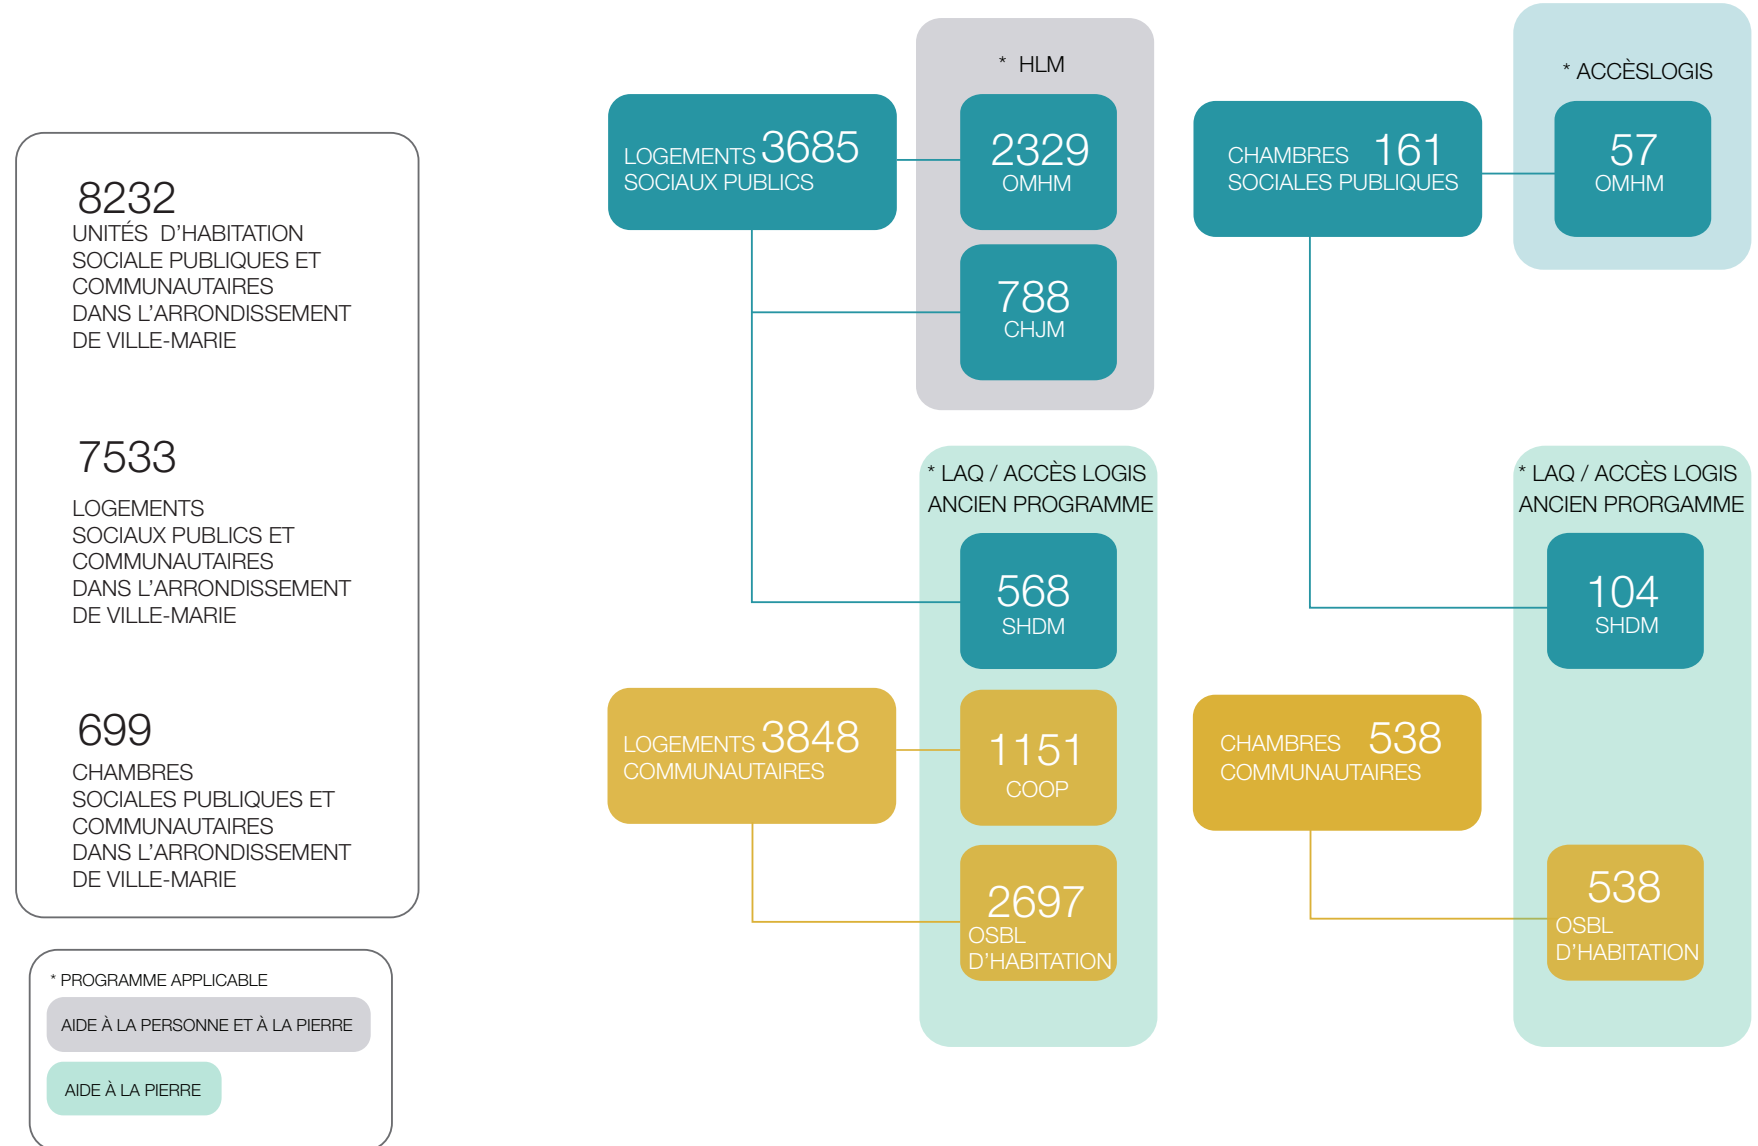 8232
UNITÉS D'HABITATION
SOCIALE PUBLIQUES ET
COMMUNAUTAIRES
DANS L'ARRONDISSEMENT
DE VILLE-MARIE
7533
LOGEMENTS
SOCIAUX PUBLICS ET
COMMUNAUTAIRES
DANS L'ARRONDISSEMENT
DE VILLE-MARIE
699
CHAMBRES
SOCIALES PUBLIQUES ET
COMMUNAUTAIRES
DANS L'ARRONDISSEMENT
DE VILLE-MARIE
* PROGRAMME APPLICABLE
AIDE À LA PERSONNE ET À LA PIERRE
AIDE À LA PIERRE
LOGEMENTS 3685
SOCIAUX PUBLICS
* HLM
2329
OMHM
788
CHJM
* LAQ / ACCÈS LOGIS
ANCIEN PROGRAMME
568
SHDM
LOGEMENTS 3848
COMMUNAUTAIRES
1151
COOP
2697
OSBL
D'HABITATION
CHAMBRES 161
SOCIALES PUBLIQUES
* ACCÈSLOGIS
57
OMHM
* LAQ / ACCÈS LOGIS
ANCIEN PRORGAMME
104
SHDM
CHAMBRES 538
COMMUNAUTAIRES
538
OSBL
D'HABITATION